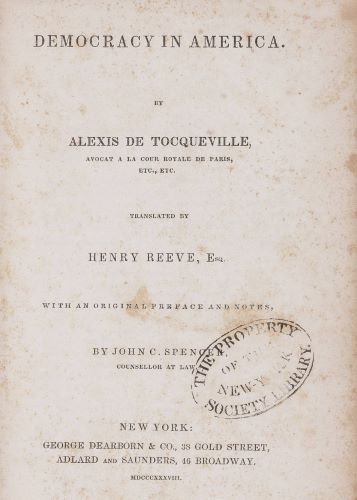 DEMOCRACY IN AMERICA.
BY
ALEXIS DE TOCQUEVILLE,
AVOCAT A LA COUR ROYALE DE PARIS,
ETC., ETC.
TRANSLATED BY
HENRY REEVE, Esq.
WITH AN ORIGINAL PREFACE AND NOTES,
BY JOHN C. SPENCER,
COUNSELLOR AT LAW
THE PROPERTY
OF THE
NEW-YORK
SOCIETY LIBRARY.
NEW YORK:
GEORGE DEARBORN & CO., 38 GOLD STREET,
ADLARD AND SAUNDERS, 46 BROADWAY.
MDCCCXXXVIII.